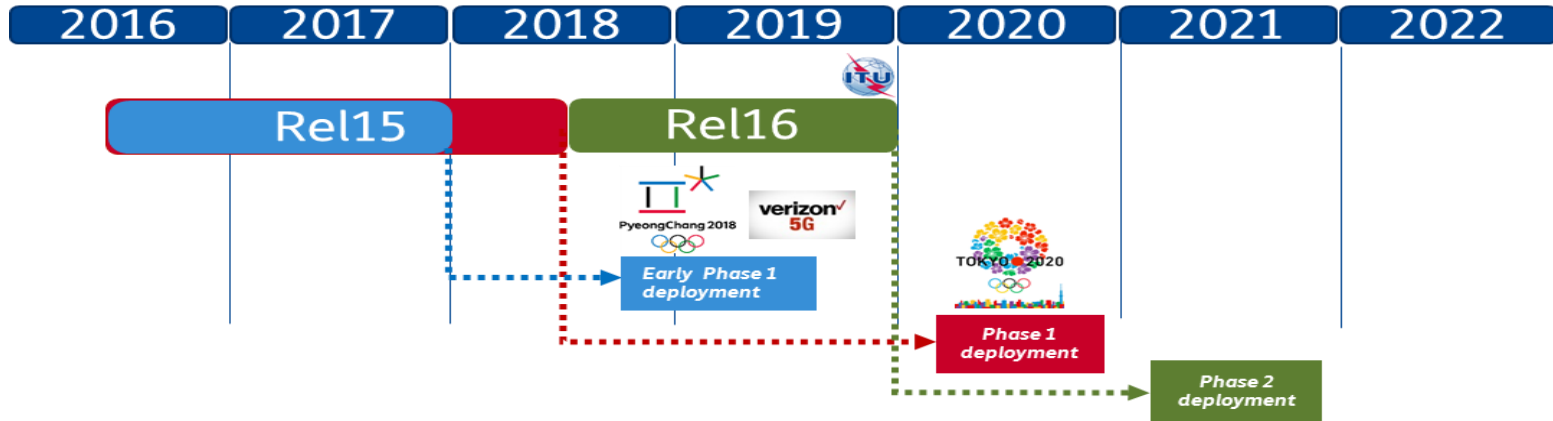 2016 2017 2018 2019 2020 2021 2022
ITU
Rel15 Rel16
PyeongChang 2018
verizon
5G
TOKYO 2020
Early Phase 1
deployment
Phase 1
deployment
Phase 2
deployment